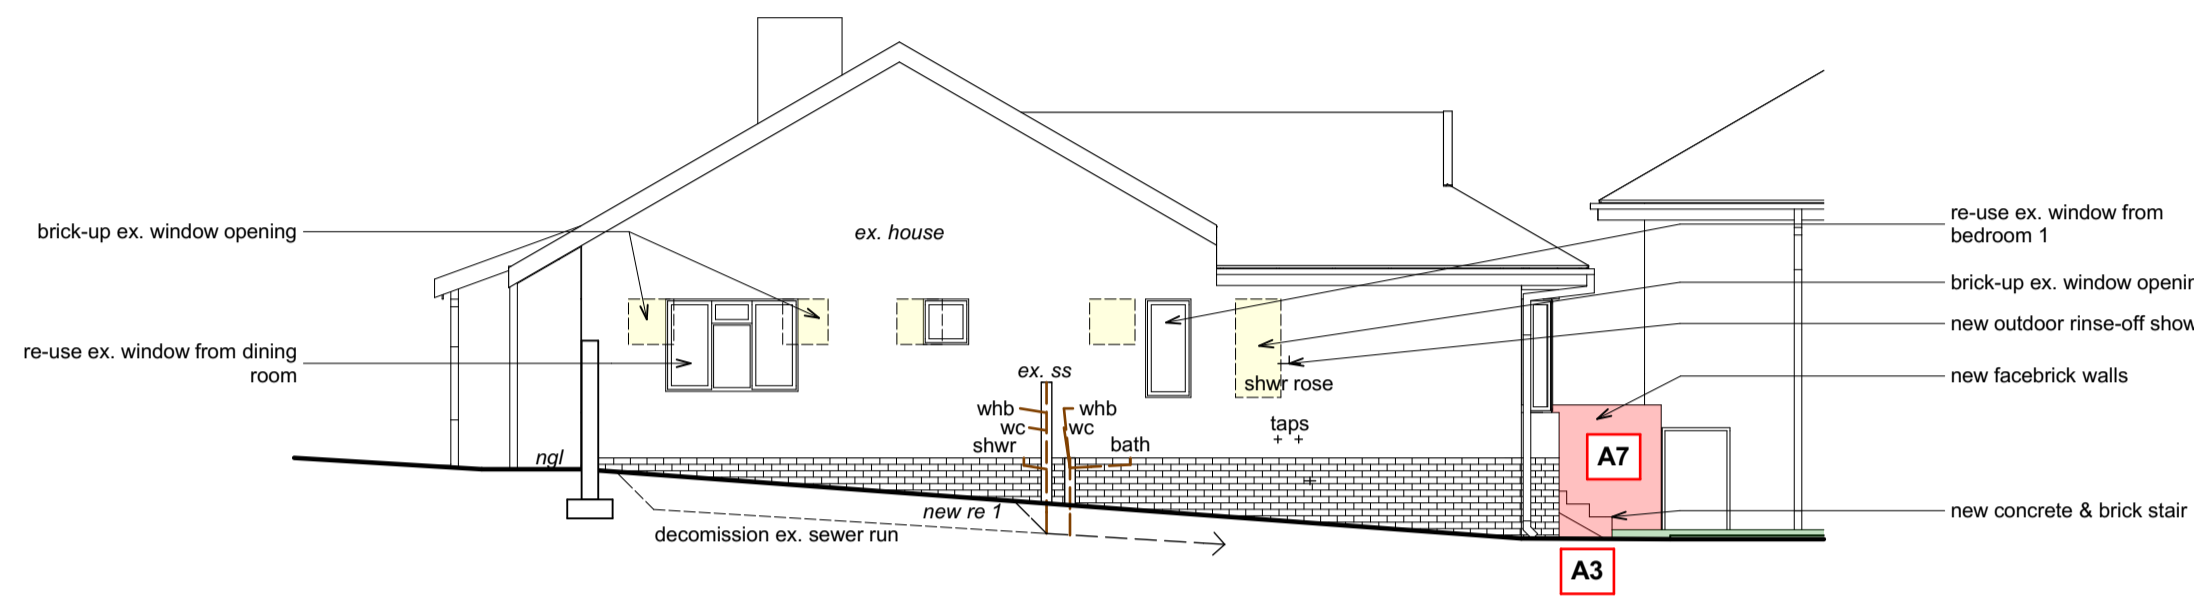 brick-up ex. window opening
ex. house
re-use ex. window from
bedroom 1
brick-up ex. window openin
new outdoor rinse-off show
re-use ex. window from dining
room
ex. ss
shwr rose
new facebrick walls
whb
whb
wc
wc
taps
shwr
bath
ngl
A7
new re 1
new concrete & brick stair
decomission ex. sewer run
A3